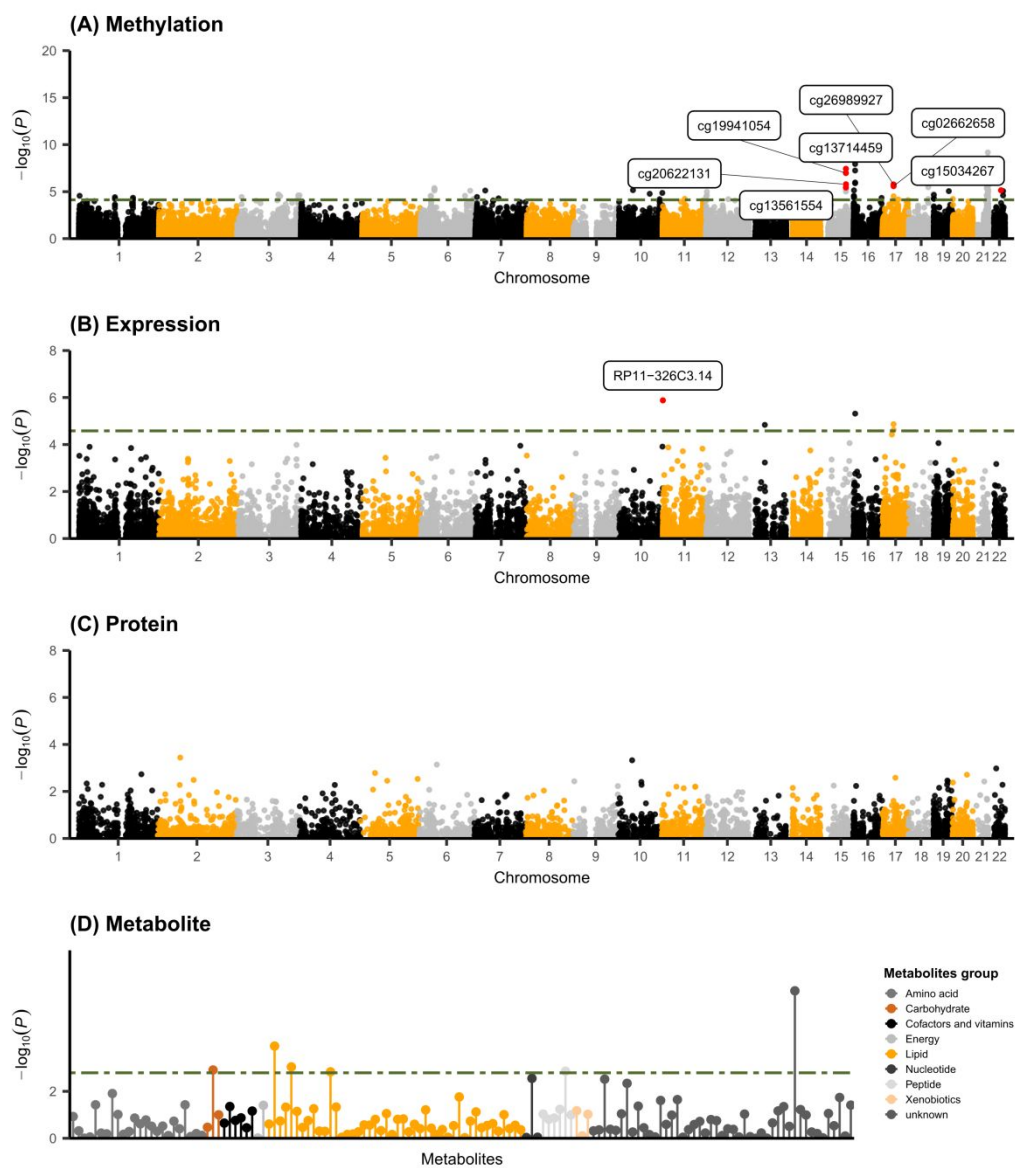 (A) Methylation
20
15
10
5
0
−log10(P)
cg26989927
cg19941054
cg02662658
cg13714459
cg20622131
cg15034267
cg13561554
1 2 3 4 5 6 7 8 9 10 11 12 13 14 15 16 17 18 19 20 21 22
Chromosome
(B) Expression
8
6
4
2
0
−log10(P)
RP11−326C3.14
1 2 3 4 5 6 7 8 9 10 11 12 13 14 15 16 17 18 19 20 21 22
Chromosome
(C) Protein
8
6
4
2
0
−log10(P)
1 2 3 4 5 6 7 8 9 10 11 12 13 14 15 16 17 18 19 20 21 22
Chromosome
(D) Metabolite
2
0
−log10(P)
Metabolites
Metabolites group
Amino acid
Carbohydrate
Cofactors and vitamins
Energy
Lipid
Nucleotide
Peptide
Xenobiotics
unknown